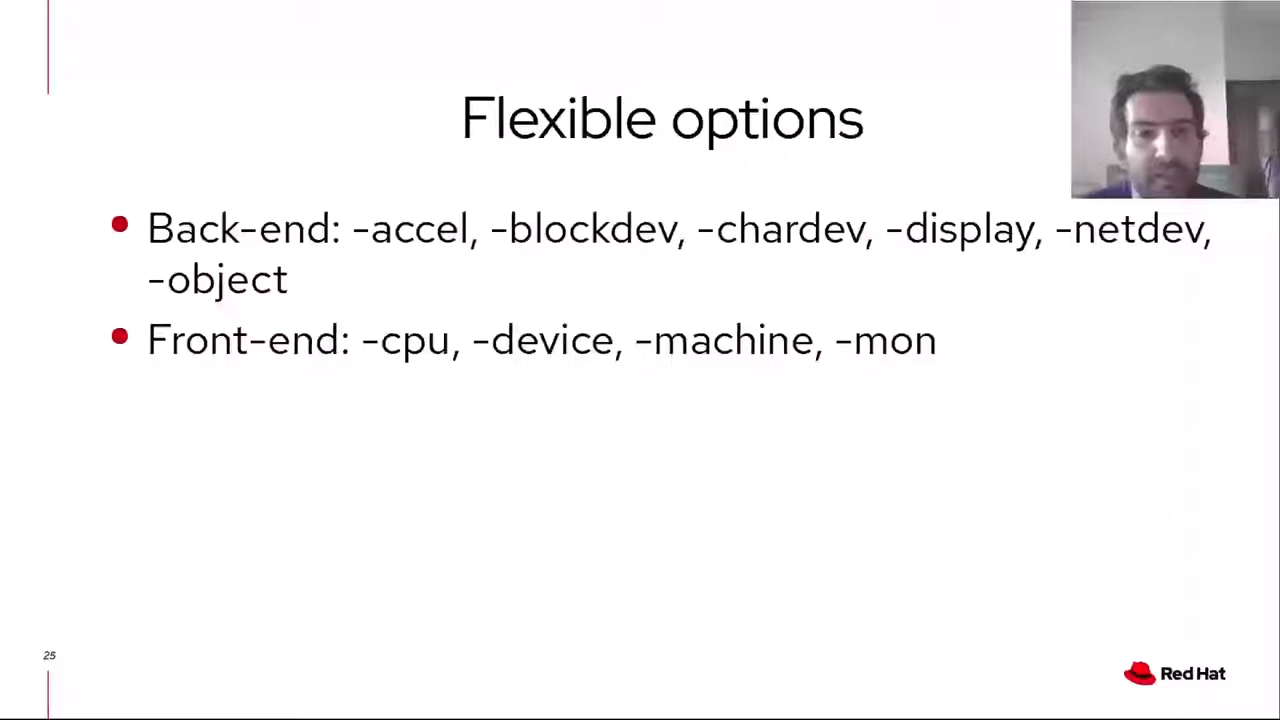 Flexible options
Back-end: -accel, -blockdev, -chardev, -display, -netdev,
-object
Front-end: -cpu, -device, -machine, -mon
25
Red Hat